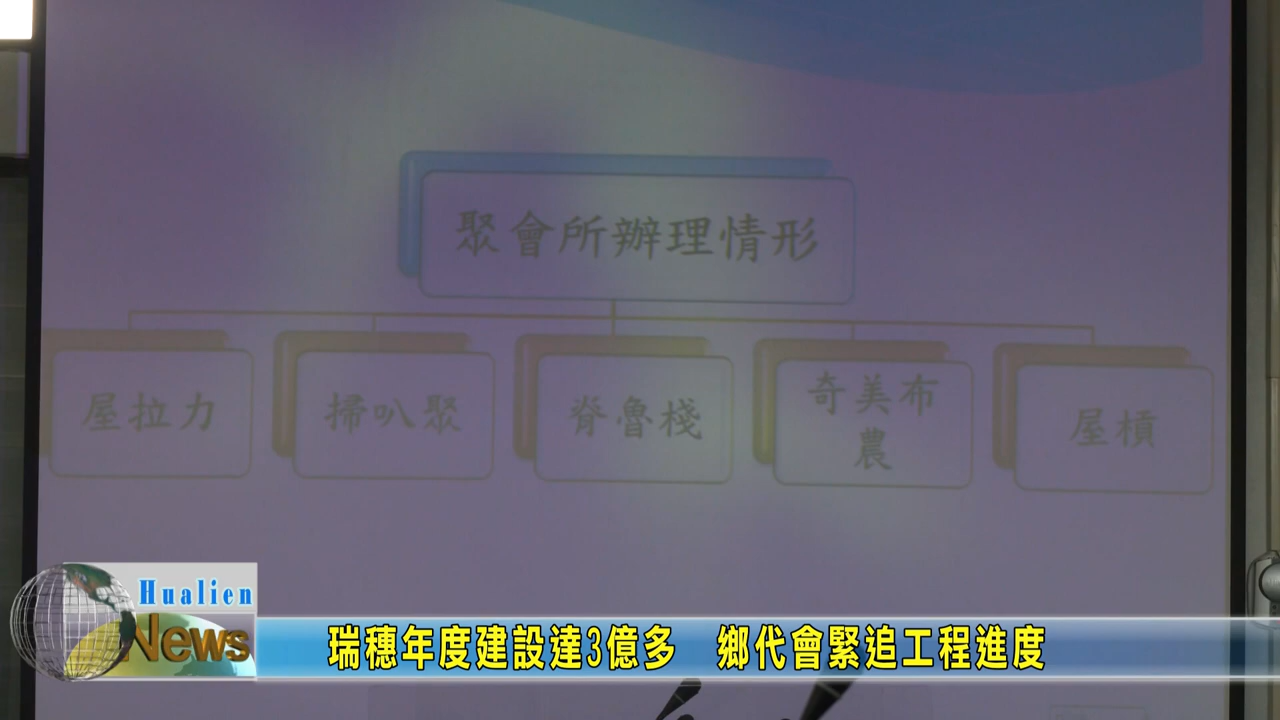 聚會所辦理情形
屋拉力
掃叭聚
脊魯棧
奇美布
農
屋槓
Hualien
News
瑞穗年度建設達3億多 鄉代會緊追工程進度